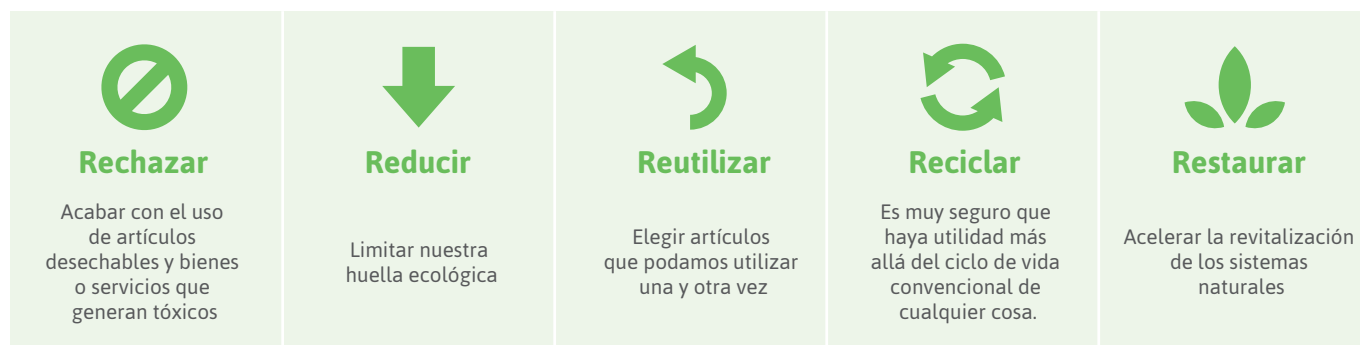 Rechazar
Acabar con el uso
de artículos
desechables y bienes
o servicios que
generan tóxicos
Reducir
Limitar nuestra
huella ecológica
Reutilizar
Elegir artículos
que podamos utilizar
una y otra vez
Reciclar
Es muy seguro que
haya utilidad más
allá del ciclo de vida
convencional de
cualquier cosa.
Restaurar
Acelerar la revitalización
de los sistemas
naturales